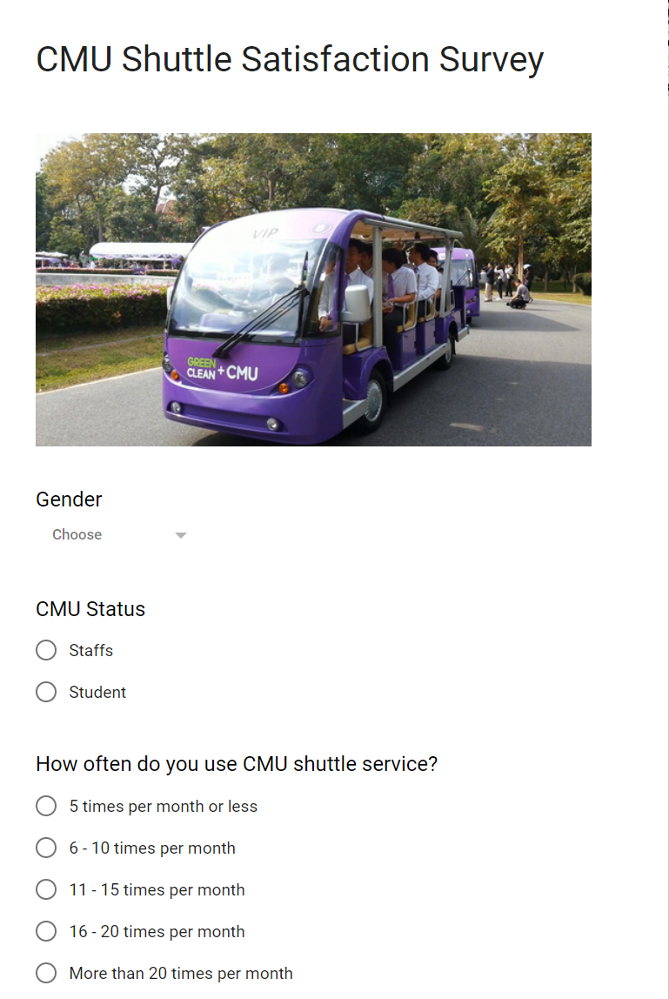 CMU Shuttle Satisfaction Survey
VIP
GREEN
CLEAN + CMU
Gender
Choose
CMU Status
Staffs
Student
How often do you use CMU shuttle service?
5 times per month or less
6 - 10 times per month
11 - 15 times per month
16 - 20 times per month
More than 20 times per month